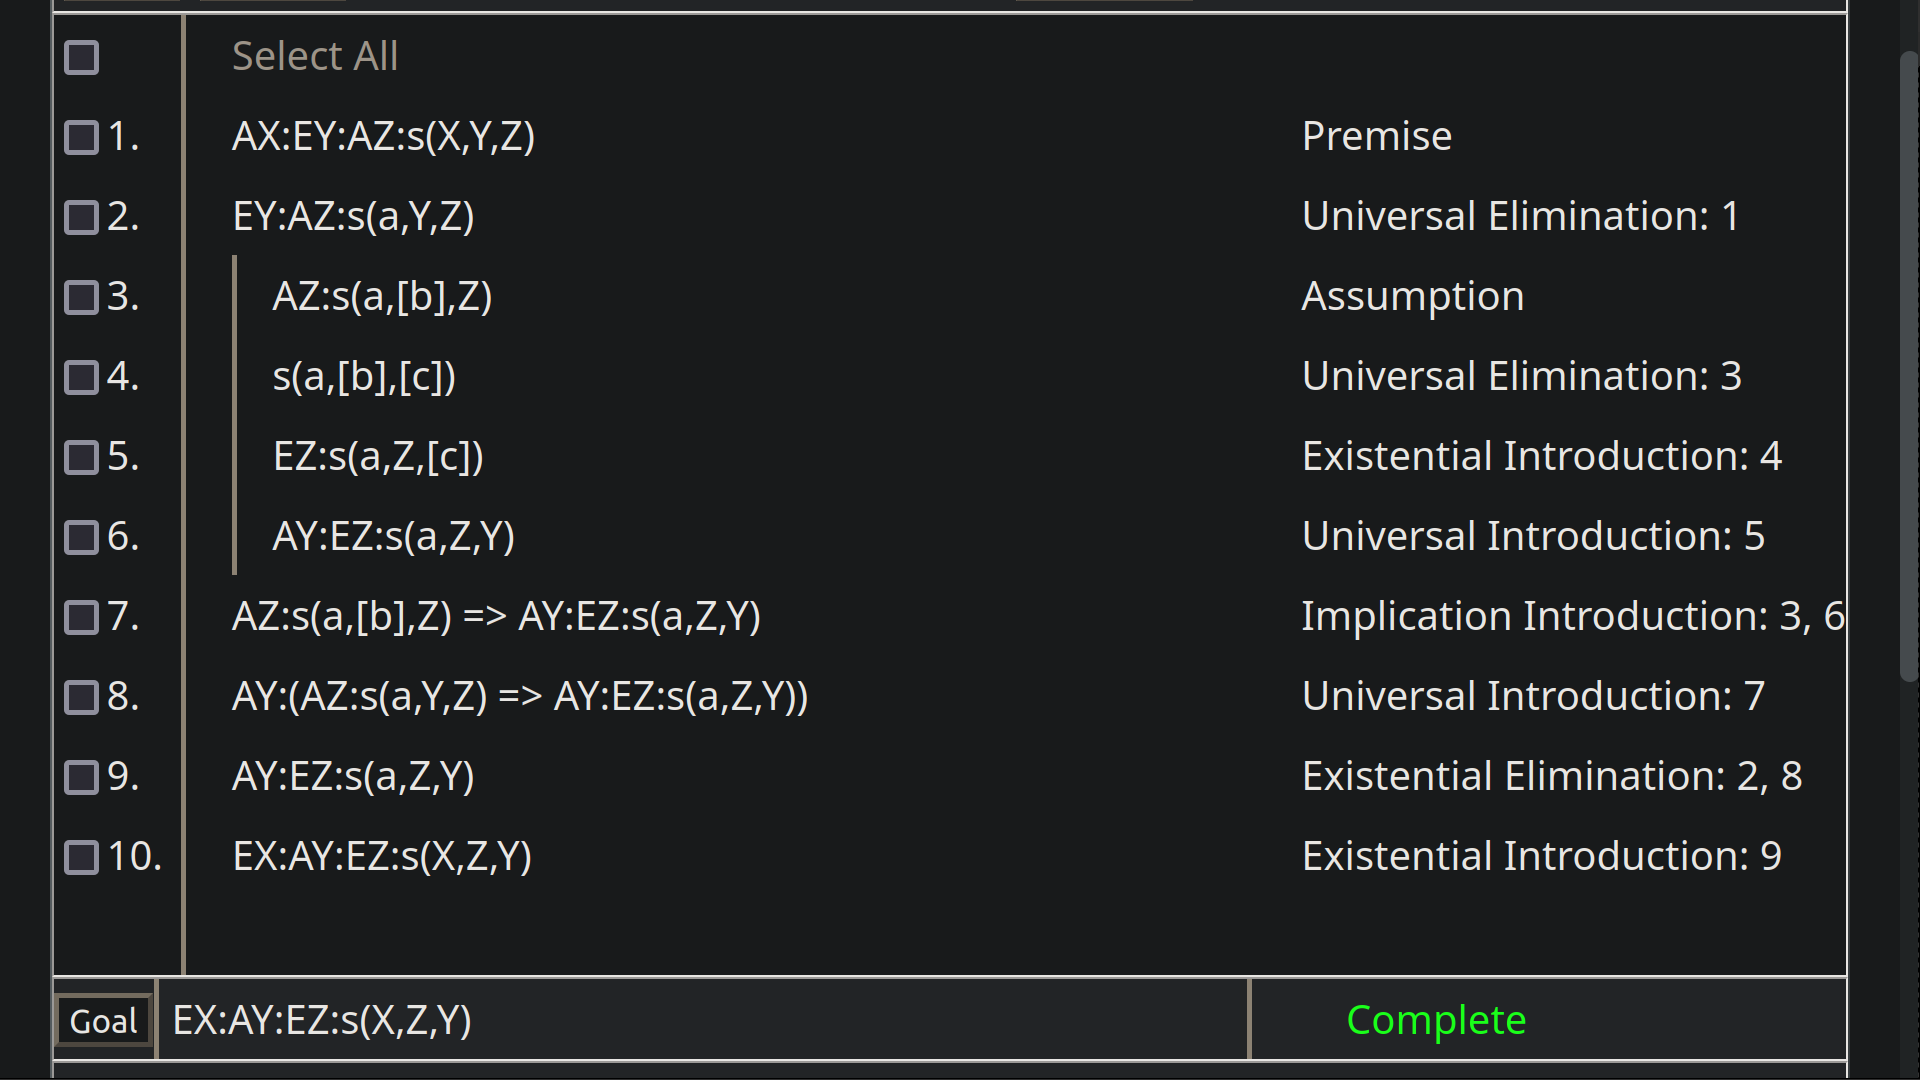 Select All
1. AX:EY:AZ:s(X,Y,Z) Premise
2. EY:AZ:s(a,Y,Z) Universal Elimination: 1
3. AZ:s(a,[b],Z) Assumption
4. s(a,[b],[c]) Universal Elimination: 3
5. EZ:s(a,Z,[c]) Existential Introduction: 4
6. AY:EZ:s(a,Z,Y) Universal Introduction: 5
7. AZ:s(a,[b],Z) => AY:EZ:s(a,Z,Y) Implication Introduction: 3, 6
8. AY:(AZ:s(a,Y,Z) => AY:EZ:s(a,Z,Y)) Universal Introduction: 7
9. AY:EZ:s(a,Z,Y) Existential Elimination: 2, 8
10. EX:AY:EZ:s(X,Z,Y) Existential Introduction: 9
Goal EX:AY:EZ:s(X,Z,Y) Complete